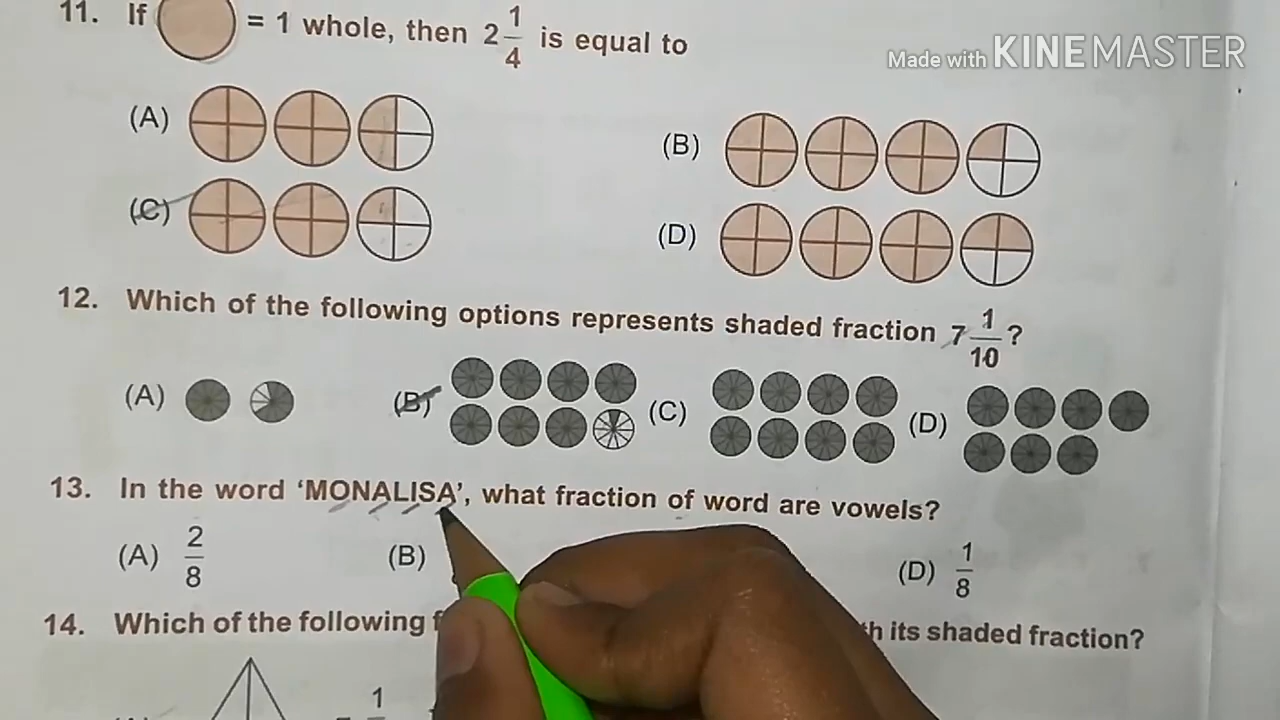 11. If = 1 whole, then 2 1/4 is equal to
Made with KINEMASTER
(A)
(B)
(C)
(D)
12. Which of the following options represents shaded fraction 7 1/10 ?
(A) (B) (C) (D)
13. In the word ‘MONALISA’, what fraction of word are vowels?
(A) 2/8 (B) (D) 1/8
14. Which of the following its shaded fraction?
1